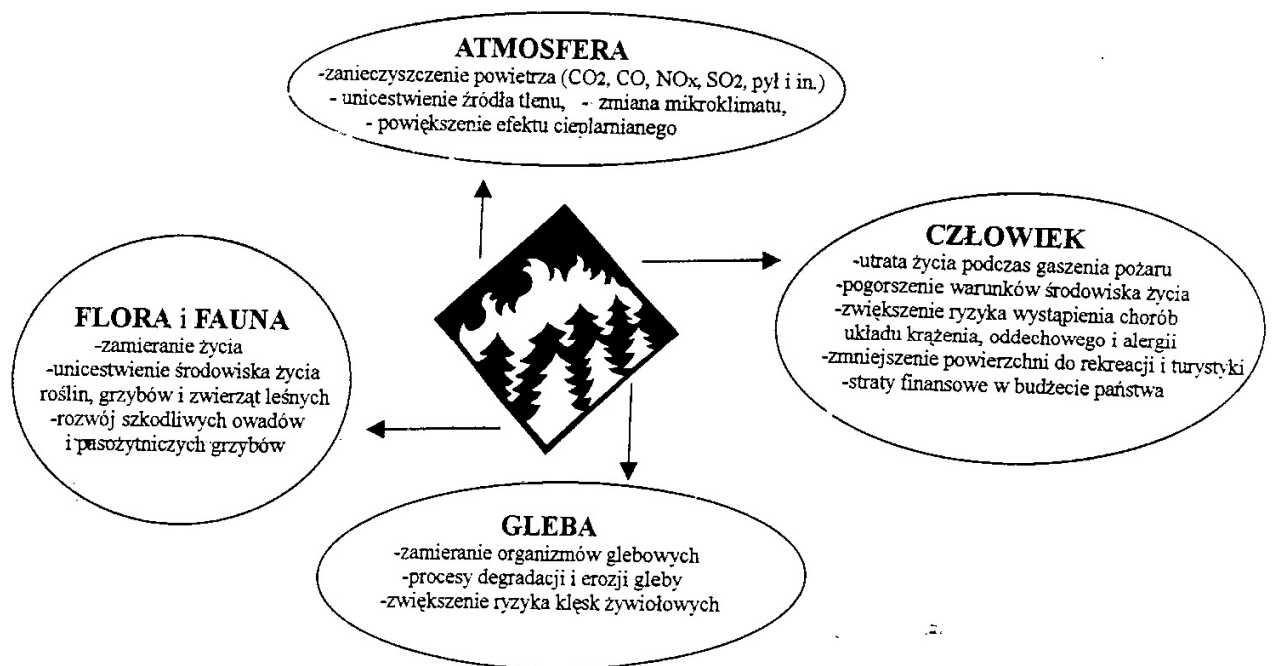 ATMOSFERA
-zanieczyszczenie powietrza (CO2, CO, NOx, SO2, pył i in.)
- unicestwienie źródła tlenu, - zmiana mikroklimatu,
- powiększenie efektu cieplarnianego
CZŁOWIEK
-utrata życia podczas gaszenia pożaru
-pogorszenie warunków środowiska życia
-zwiększenie ryzyka wystąpienia chorób
układu krążenia, oddechowego i alergii
-zmniejszenie powierzchni do rekreacji i turystyki
-straty finansowe w budżecie państwa
FLORA i FAUNA
-zamieranie życia
-unicestwienie środowiska życia
roślin, grzybów i zwierząt leśnych
-rozwój szkodliwych owadów
i pasożytniczych grzybów
GLEBA
-zamieranie organizmów glebowych
-procesy degradacji i erozji gleby
-zwiększenie ryzyka klęsk żywiołowych